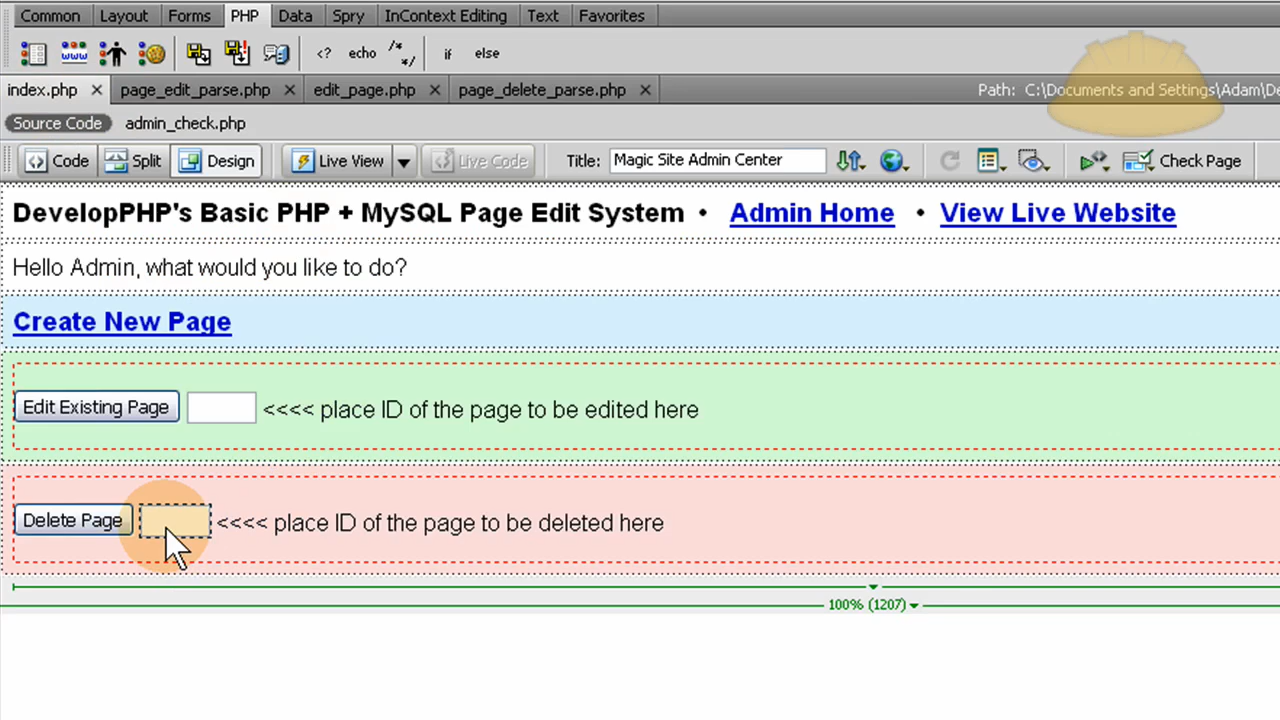 Common Layout Forms PHP Data Spry InContext Editing Text Favorites
<? echo /* */ if else
index.php page_edit_parse.php edit_page.php page_delete_parse.php Path: C:\Documents and Settings\Adam\De
Source Code admin_check.php
Code Split Design Live View Live Code Title: Magic Site Admin Center Check Page
DevelopPHP's Basic PHP + MySQL Page Edit System • Admin Home • View Live Website
Hello Admin, what would you like to do?
Create New Page
Edit Existing Page <<<< place ID of the page to be edited here
Delete Page <<<< place ID of the page to be deleted here
100% (1207)